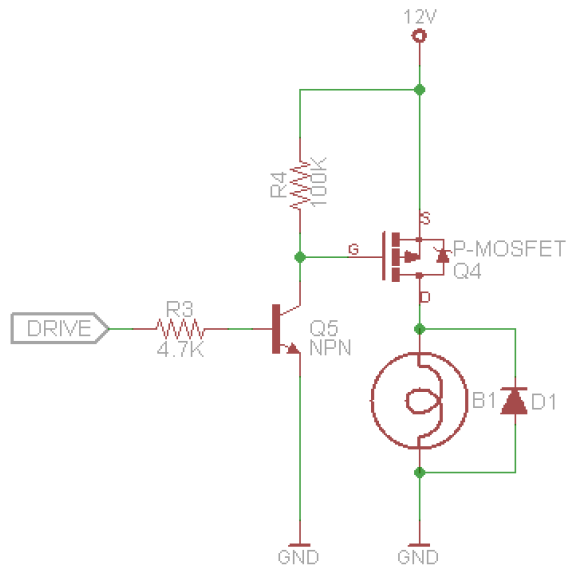 12V
R4
100K
S
G
P-MOSFET
Q4
D
DRIVE
R3
4.7K
Q5
NPN
B1
D1
GND
GND